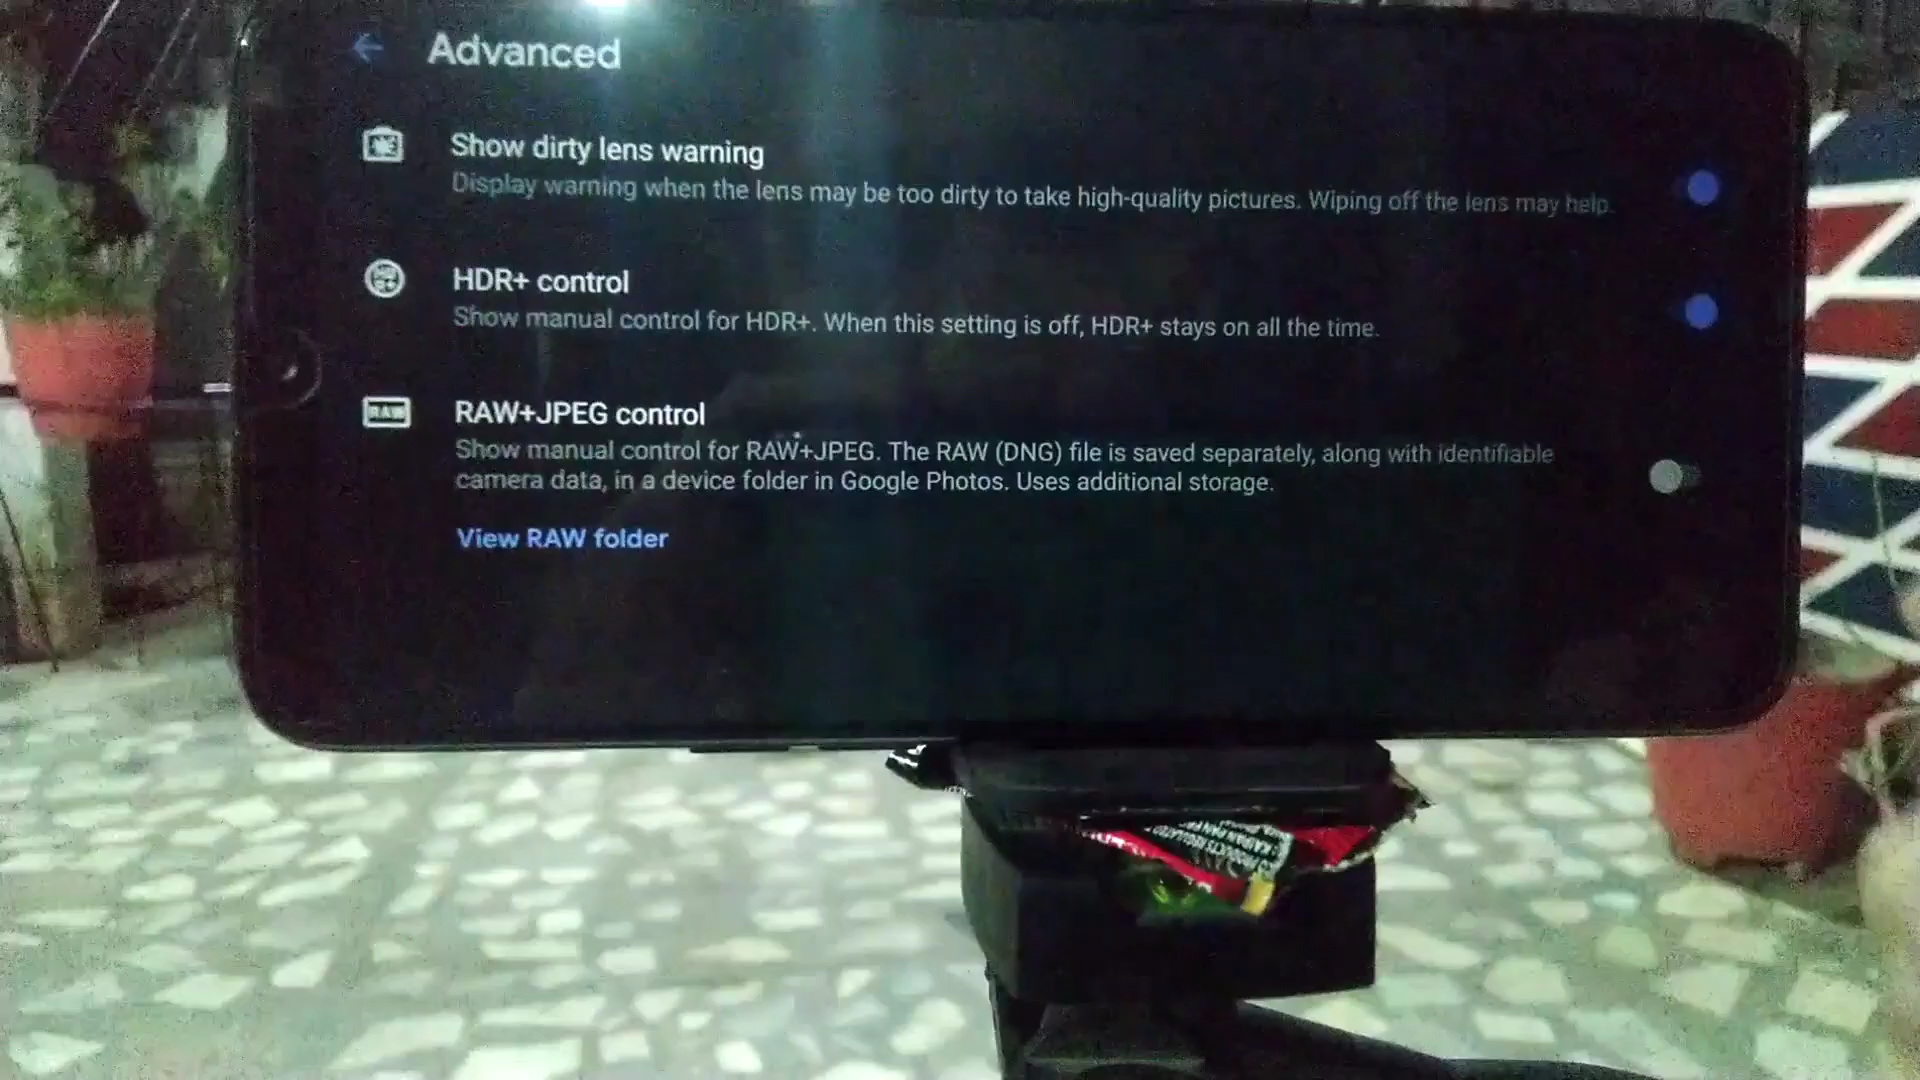 Advanced
Show dirty lens warning
Display warning when the lens may be too dirty to take high-quality pictures. Wiping off the lens may help.
HDR+ control
Show manual control for HDR+. When this setting is off, HDR+ stays on all the time.
RAW
RAW+JPEG control
Show manual control for RAW+JPEG. The RAW (DNG) file is saved separately, along with identifiable
camera data, in a device folder in Google Photos. Uses additional storage.
View RAW folder